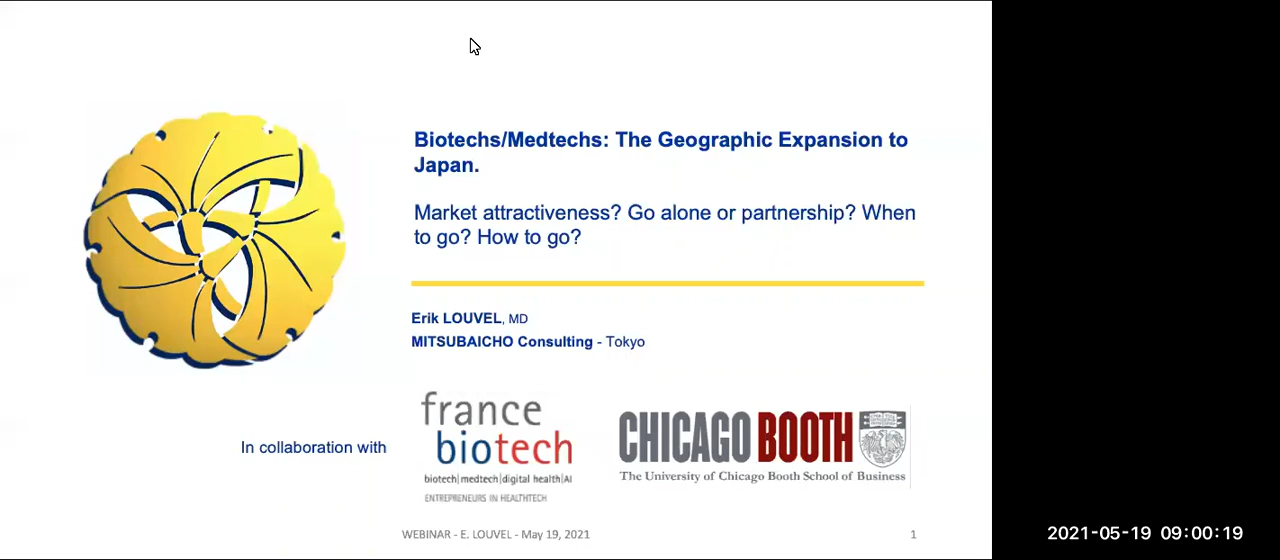 Biotechs/Medtechs: The Geographic Expansion to
Japan.
Market attractiveness? Go alone or partnership? When
to go? How to go?
Erik LOUVEL, MD
MITSUBAICHO Consulting - Tokyo
In collaboration with
france
biotech
biotech|medtech|digital health|AI
ENTREPRENEURS IN HEALTHTECH
CHICAGO BOOTH
The University of Chicago Booth School of Business
WEBINAR - E. LOUVEL - May 19, 2021
1
2021-05-19 09:00:19